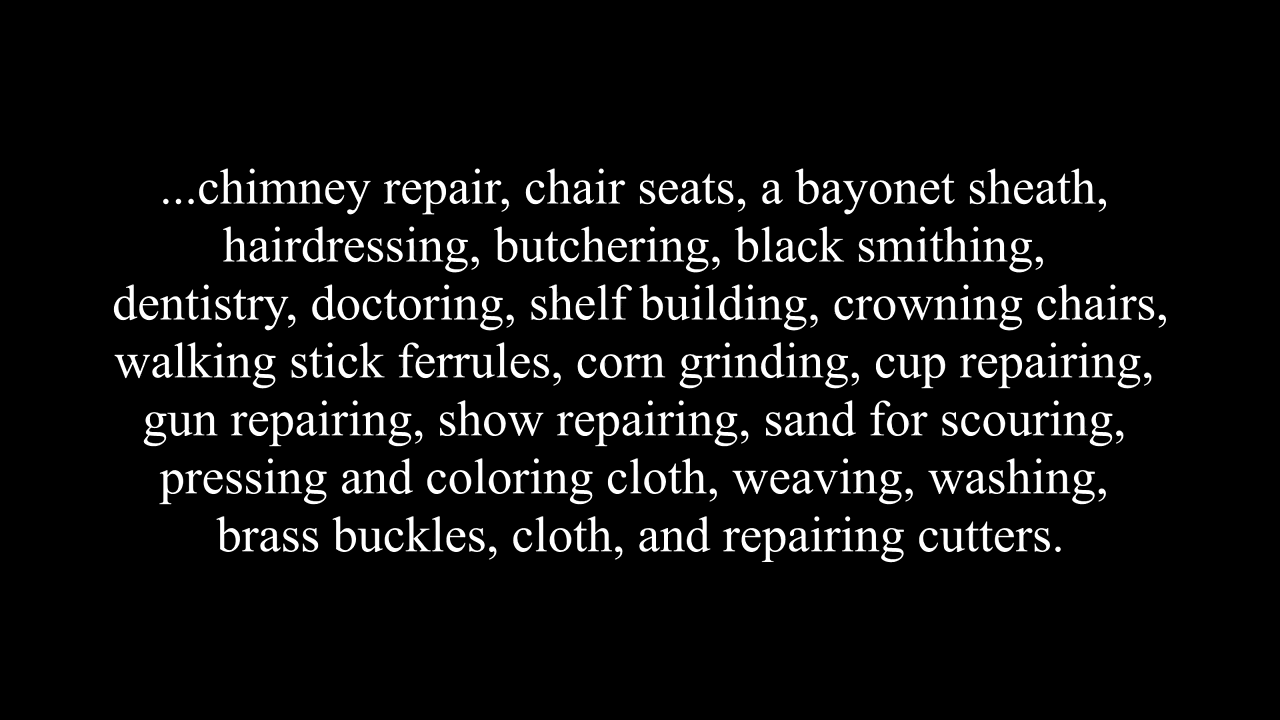 ...chimney repair, chair seats, a bayonet sheath,
hairdressing, butchering, black smithing,
dentistry, doctoring, shelf building, crowning chairs,
walking stick ferrules, corn grinding, cup repairing,
gun repairing, show repairing, sand for scouring,
pressing and coloring cloth, weaving, washing,
brass buckles, cloth, and repairing cutters.